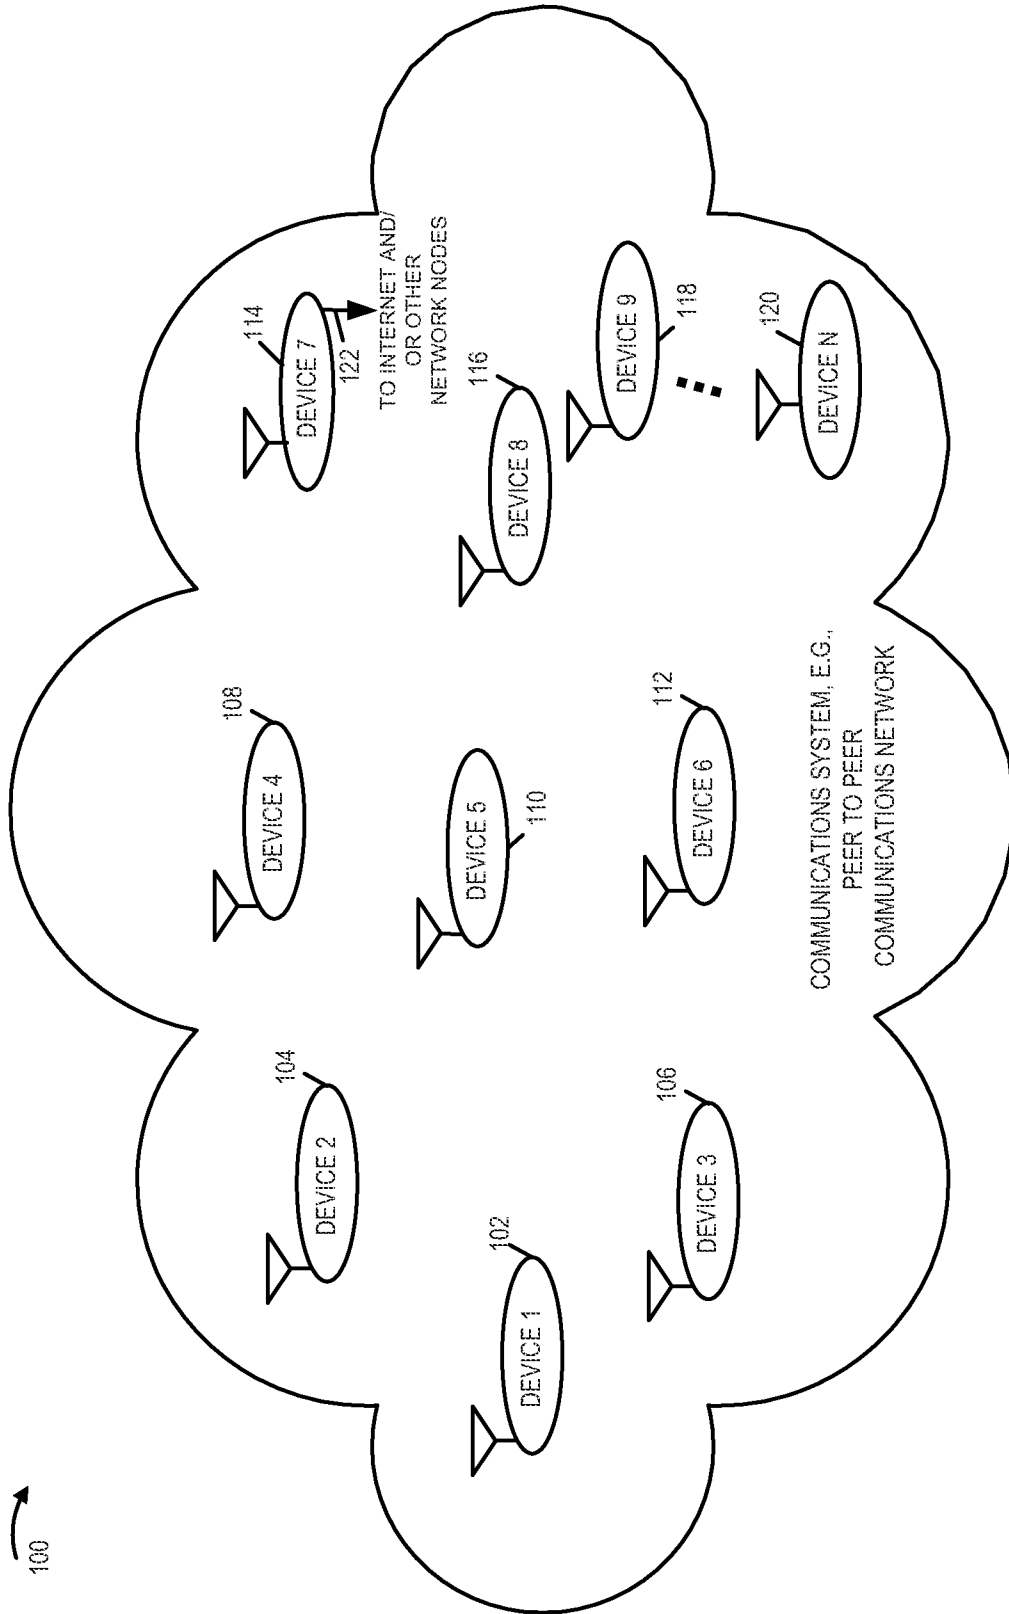 100
DEVICE 1
102
DEVICE 2
104
DEVICE 3
106
DEVICE 4
108
DEVICE 5
110
DEVICE 6
112
DEVICE 7
114
122
TO INTERNET AND/
OR OTHER
NETWORK NODES
DEVICE 8
116
DEVICE 9
118
DEVICE N
120
COMMUNICATIONS SYSTEM, E.G.,
PEER TO PEER
COMMUNICATIONS NETWORK